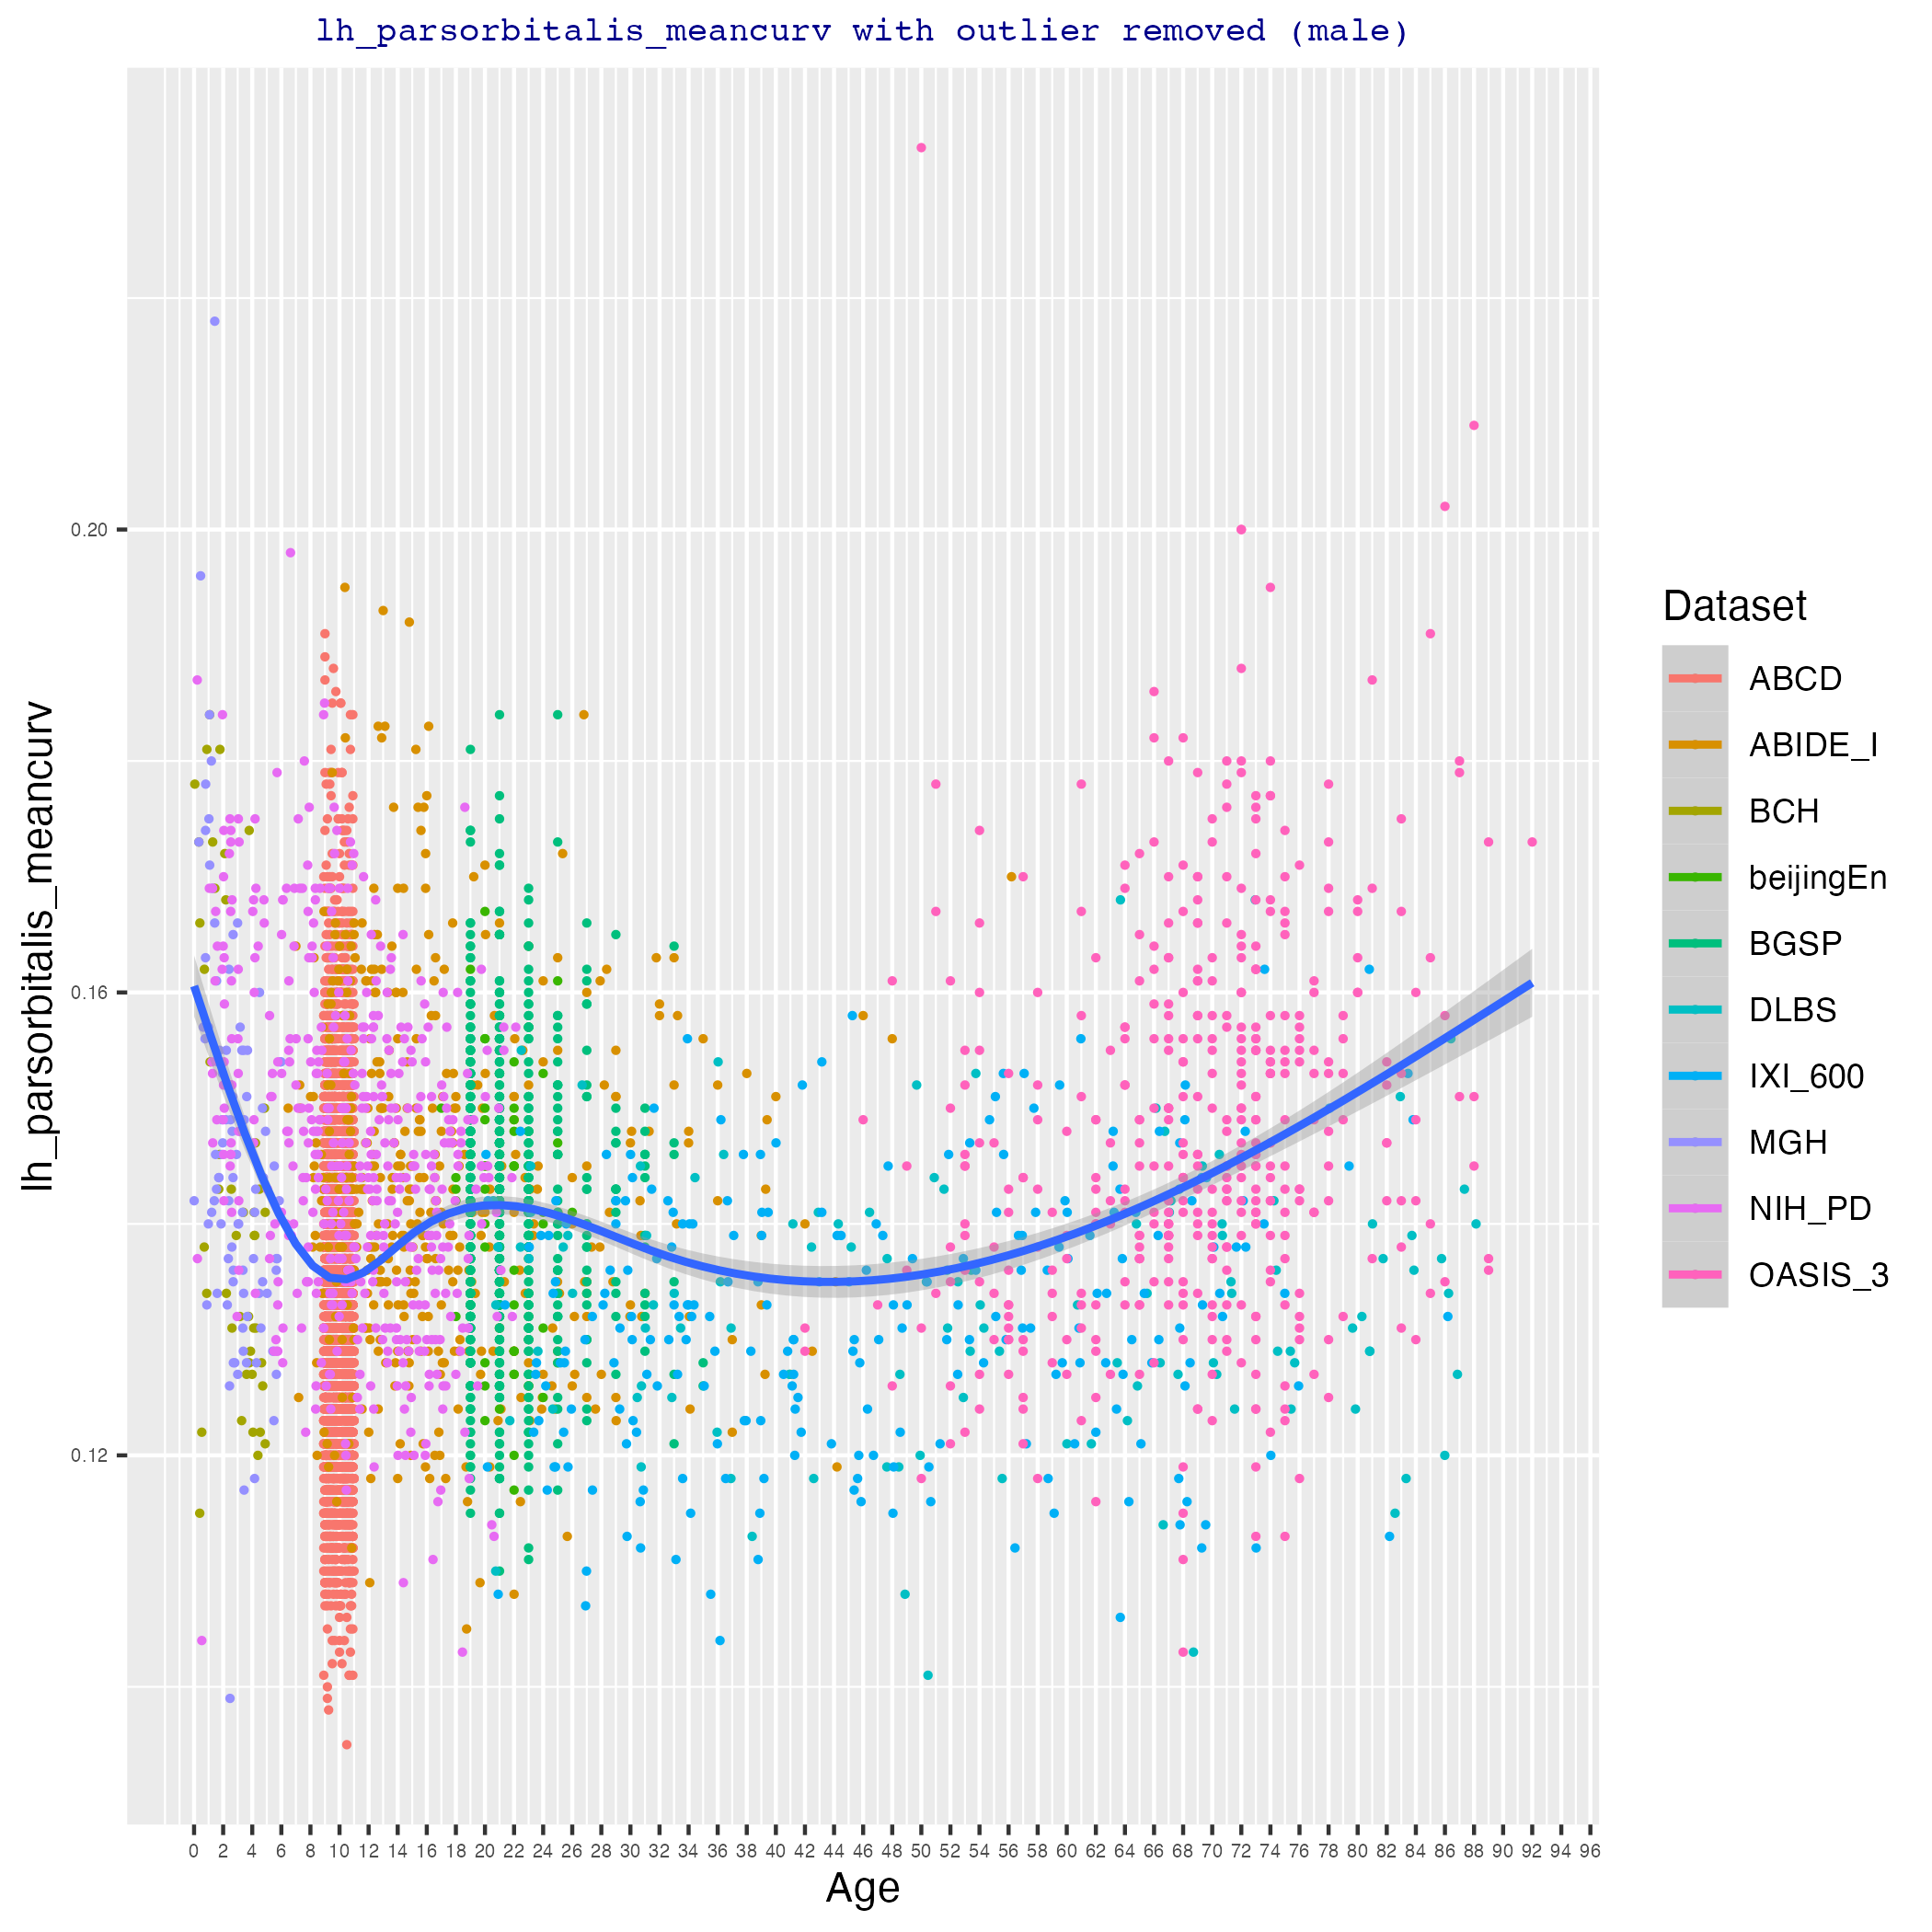 lh_parsorbitalis_meancurv with outlier removed (male)
lh_parsorbitalis_meancurv
0.20
0.16
0.12
0 2 4 6 8 10 12 14 16 18 20 22 24 26 28 30 32 34 36 38 40 42 44 46 48 50 52 54 56 58 60 62 64 66 68 70 72 74 76 78 80 82 84 86 88 90 92 94 96
Age
Dataset
ABCD
ABIDE_I
BCH
beijingEn
BGSP
DLBS
IXI_600
MGH
NIH_PD
OASIS_3